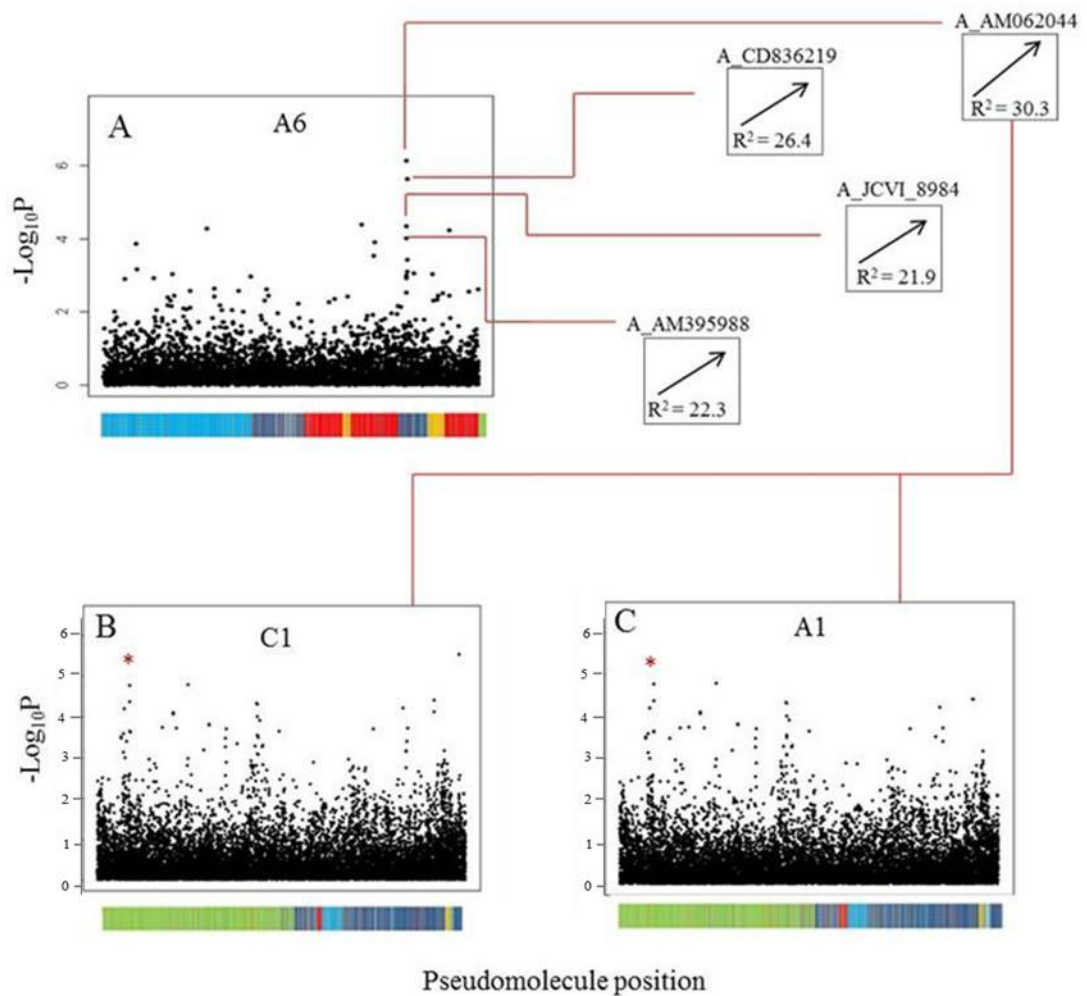 A_AM062044
R² = 30.3
A_CD836219
R² = 26.4
A_JCVI_8984
R² = 21.9
A_AM395988
R² = 22.3
A
A6
-Log₁₀P
6
4
2
0
B
C1
-Log₁₀P
6
5
4
3
2
1
0
*
C
A1
6
5
4
3
2
1
0
*
Pseudomolecule position